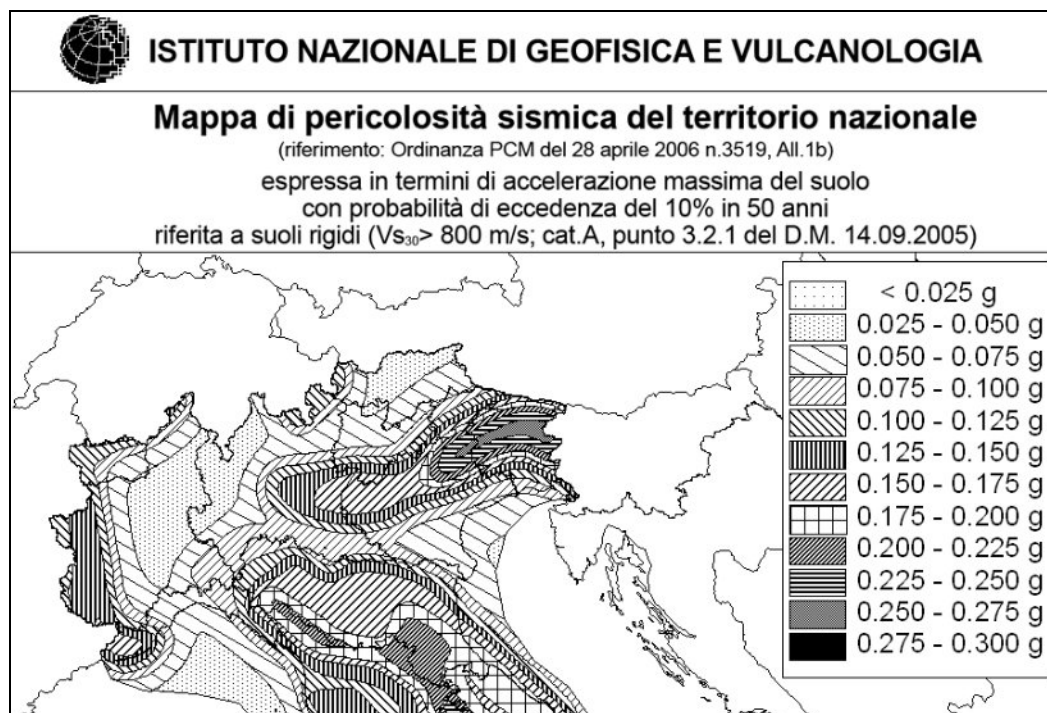 ISTITUTO NAZIONALE DI GEOFISICA E VULCANOLOGIA
Mappa di pericolosità sismica del territorio nazionale
(riferimento: Ordinanza PCM del 28 aprile 2006 n.3519, All.1b)
espressa in termini di accelerazione massima del suolo
con probabilità di eccedenza del 10% in 50 anni
riferita a suoli rigidi (Vs₃₀> 800 m/s; cat.A, punto 3.2.1 del D.M. 14.09.2005)
< 0.025 g
0.025 - 0.050 g
0.050 - 0.075 g
0.075 - 0.100 g
0.100 - 0.125 g
0.125 - 0.150 g
0.150 - 0.175 g
0.175 - 0.200 g
0.200 - 0.225 g
0.225 - 0.250 g
0.250 - 0.275 g
0.275 - 0.300 g